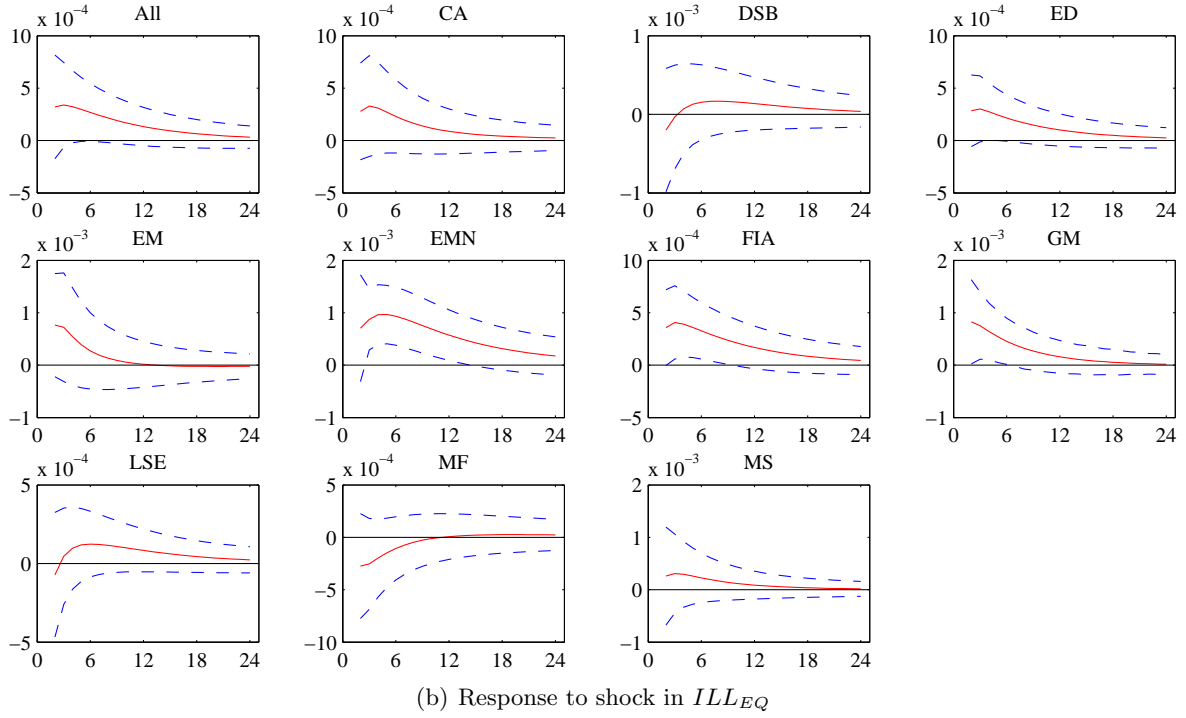 All CA DSB ED
x 10⁻⁴ x 10⁻⁴ x 10⁻³ x 10⁻⁴
10 10 1 10
5 5 5
0 0 0 0
−5 −5 −1 −5
0 6 12 18 24 0 6 12 18 24 0 6 12 18 24 0 6 12 18 24
EM EMN FIA GM
x 10⁻³ x 10⁻³ x 10⁻⁴ x 10⁻³
2 2 10 2
1 1 5 1
0 0 0 0
−1 −1 −5 −1
0 6 12 18 24 0 6 12 18 24 0 6 12 18 24 0 6 12 18 24
LSE MF MS
x 10⁻⁴ x 10⁻⁴ x 10⁻³
5 5 2
0 1
0 −5 0
−5 −10 −1
0 6 12 18 24 0 6 12 18 24 0 6 12 18 24
(b) Response to shock in ILL_EQ